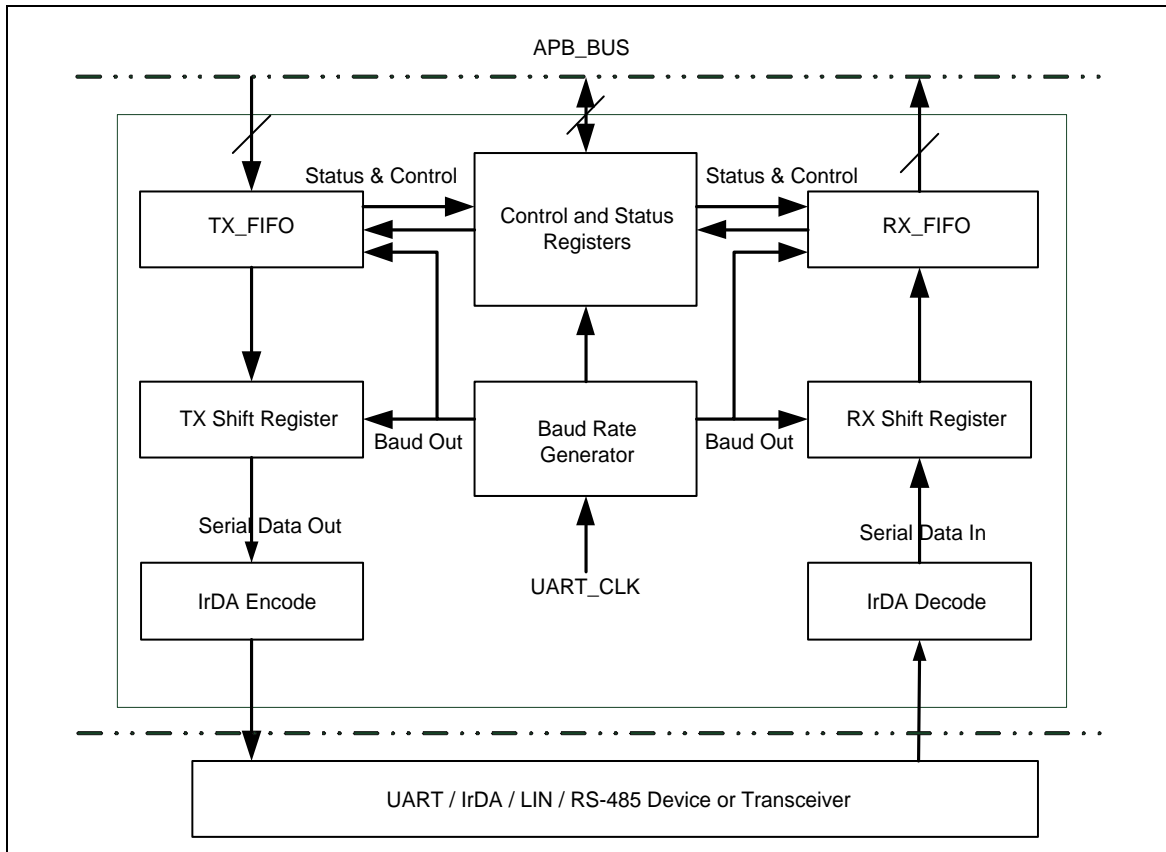 APB_BUS
Status & Control
Status & Control
TX_FIFO
Control and Status
Registers
RX_FIFO
TX Shift Register
Baud Out
Baud Rate
Generator
Baud Out
RX Shift Register
Serial Data Out
Serial Data In
IrDA Encode
UART_CLK
IrDA Decode
UART / IrDA / LIN / RS-485 Device or Transceiver